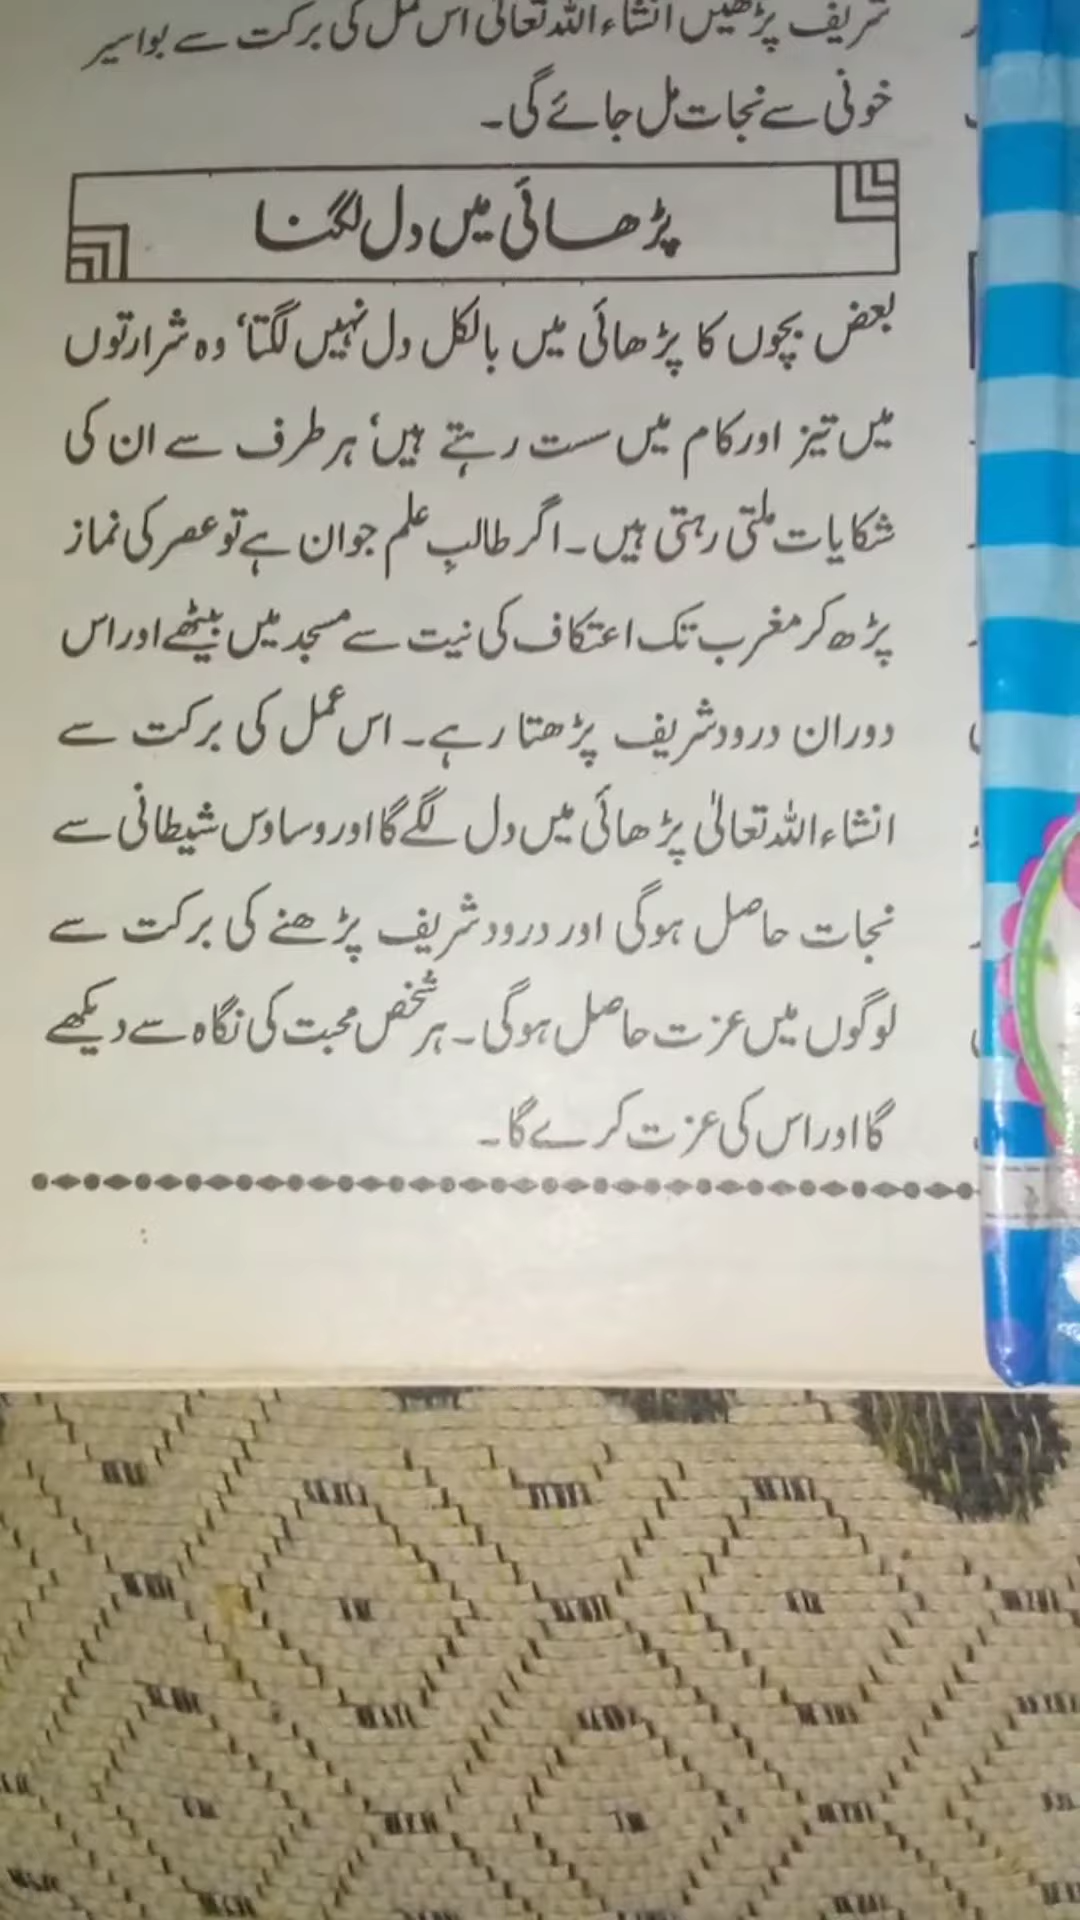 شریف پڑھیں انشاء اللہ تعالیٰ اس عمل کی برکت سے بواسیر
خونی سے نجات مل جائے گی۔
پڑھائی میں دل لگنا
بعض بچوں کا پڑھائی میں بالکل دل نہیں لگتا، وہ شرارتوں
میں تیز اور کام میں سست رہتے ہیں، ہر طرف سے ان کی
شکایات ملتی رہتی ہیں۔ اگر طالبِ علم جوان ہے تو عصر کی نماز
پڑھ کر مغرب تک اعتکاف کی نیت سے مسجد میں بیٹھے اور اس
دوران درود شریف پڑھتا رہے۔ اس عمل کی برکت سے
انشاء اللہ تعالیٰ پڑھائی میں دل لگے گا اور وساوس شیطانی سے
نجات حاصل ہوگی اور درود شریف پڑھنے کی برکت سے
لوگوں میں عزت حاصل ہوگی۔ ہر شخص محبت کی نگاہ سے دیکھے
گا اور اس کی عزت کرے گا۔